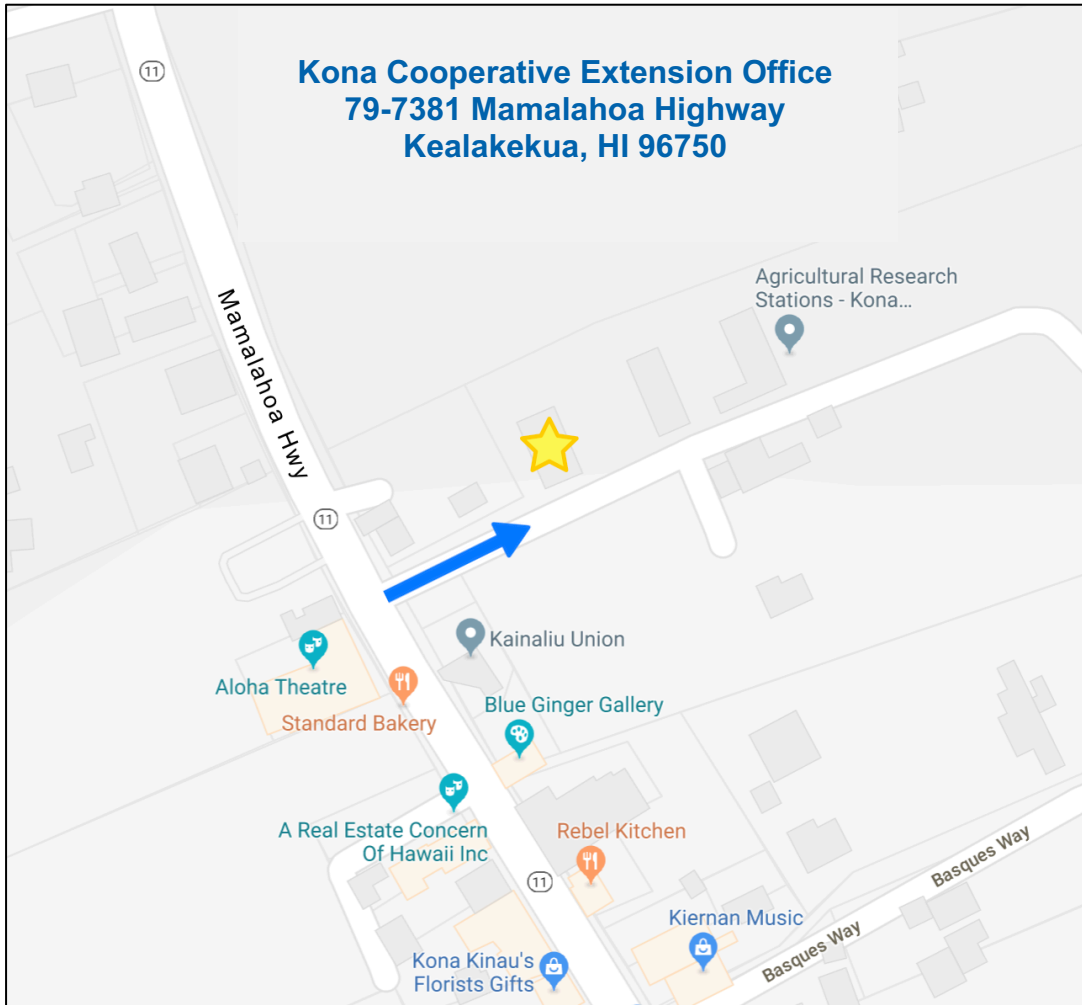 Kona Cooperative Extension Office
79-7381 Mamalahoa Highway
Kealakekua, HI 96750
11
Agricultural Research
Stations - Kona...
Mamalahoa Hwy
11
Kainaliu Union
Aloha Theatre
Blue Ginger Gallery
Standard Bakery
A Real Estate Concern
Of Hawaii Inc
Rebel Kitchen
11
Basques Way
Kiernan Music
Basques Way
Kona Kinau's
Florists Gifts